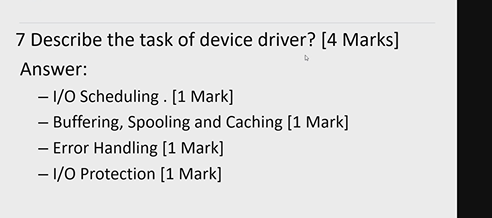 7 Describe the task of device driver? [4 Marks]
Answer:
– I/O Scheduling . [1 Mark]
– Buffering, Spooling and Caching [1 Mark]
– Error Handling [1 Mark]
– I/O Protection [1 Mark]